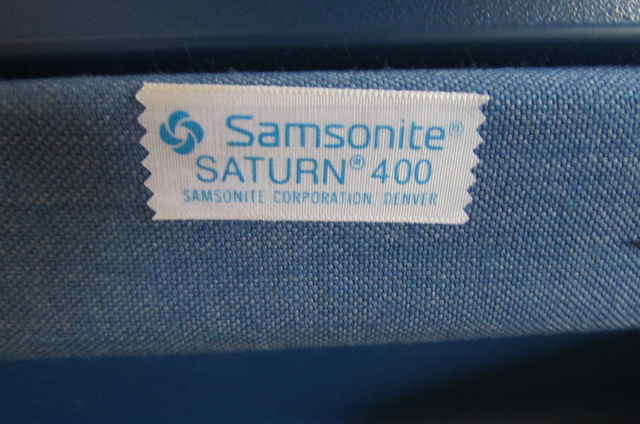 Samsonite®
SATURN® 400
SAMSONITE CORPORATION, DENVER